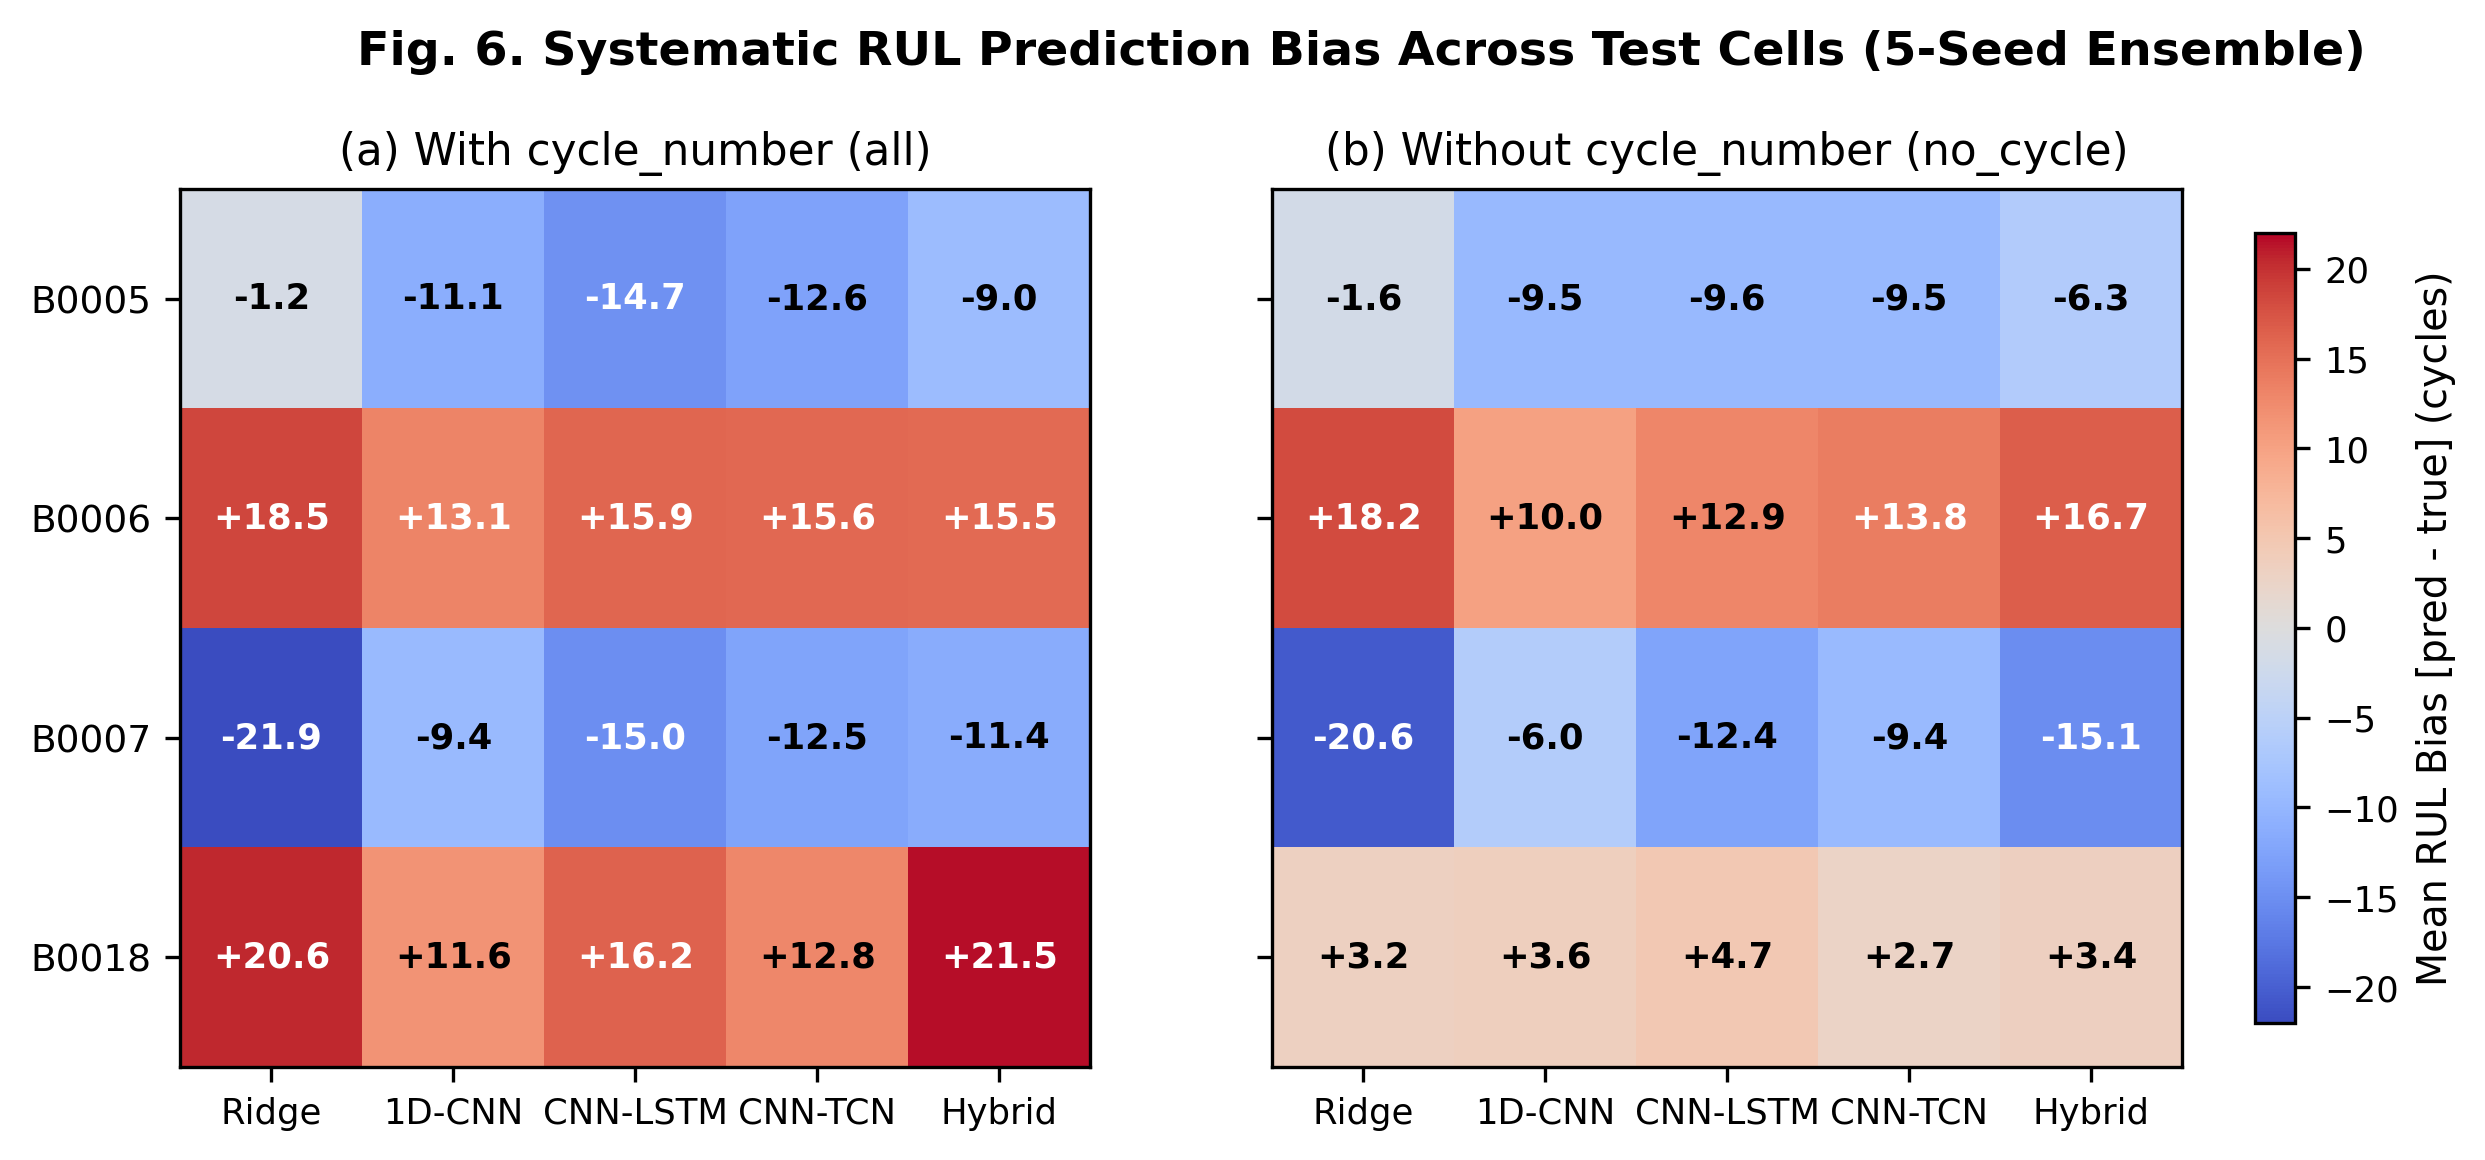 Fig. 6. Systematic RUL Prediction Bias Across Test Cells (5-Seed Ensemble)
(a) With cycle_number (all)
(b) Without cycle_number (no_cycle)
B0005 -1.2 -11.1 -14.7 -12.6 -9.0
B0006 +18.5 +13.1 +15.9 +15.6 +15.5
B0007 -21.9 -9.4 -15.0 -12.5 -11.4
B0018 +20.6 +11.6 +16.2 +12.8 +21.5
Ridge 1D-CNN CNN-LSTM CNN-TCN Hybrid
-1.6 -9.5 -9.6 -9.5 -6.3
+18.2 +10.0 +12.9 +13.8 +16.7
-20.6 -6.0 -12.4 -9.4 -15.1
+3.2 +3.6 +4.7 +2.7 +3.4
Ridge 1D-CNN CNN-LSTM CNN-TCN Hybrid
20
15
10
5
0
−5
−10
−15
−20
Mean RUL Bias [pred - true] (cycles)